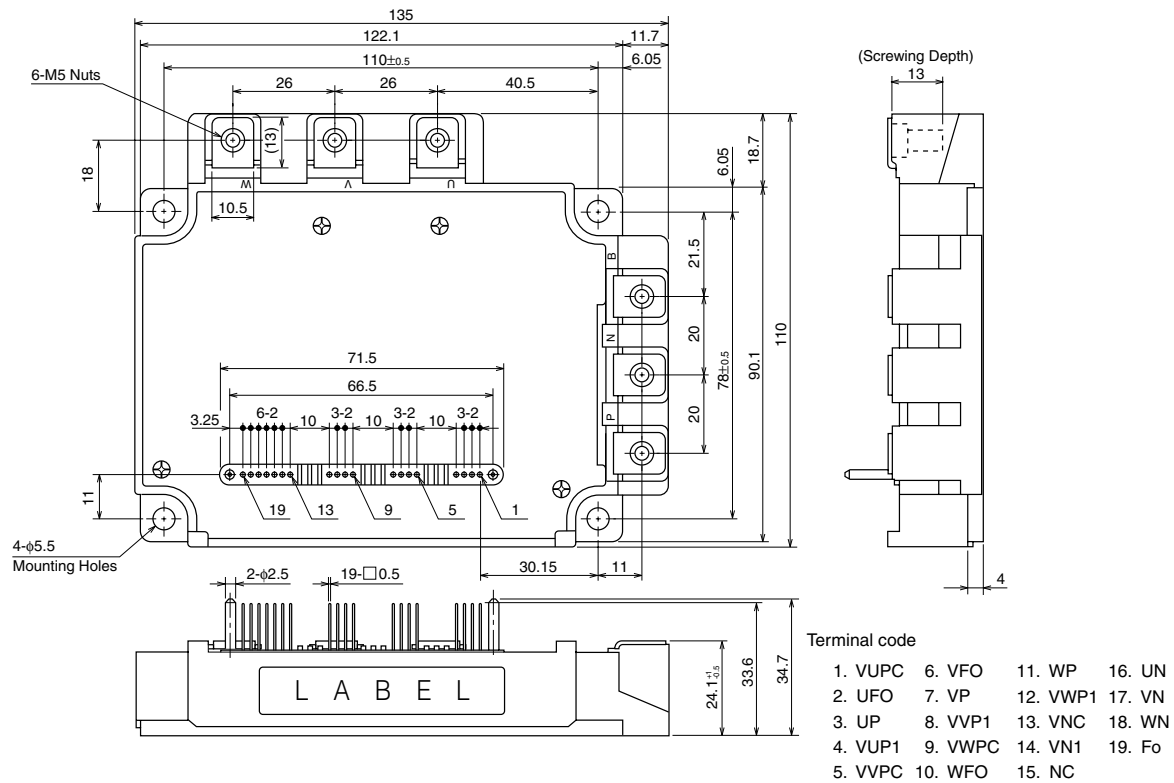 135
122.1
11.7
110±0.5
6.05
6-M5 Nuts
26
26
40.5
(Screwing Depth)
13
(13)
18
10.5
W
V
U
6.05
18.7
B
21.5
N
20
P
20
78±0.5
90.1
110
71.5
66.5
3.25
6-2
10
3-2
10
3-2
10
3-2
11
19
13
9
5
1
4-φ5.5
Mounting Holes
2-φ2.5
19-□0.5
30.15
11
4
LABEL
24.1 +1 -0.5
33.6
34.7
Terminal code
1. VUPC 6. VFO 11. WP 16. UN
2. UFO 7. VP 12. VWP1 17. VN
3. UP 8. VVP1 13. VNC 18. WN
4. VUP1 9. VWPC 14. VN1 19. Fo
5. VVPC 10. WFO 15. NC